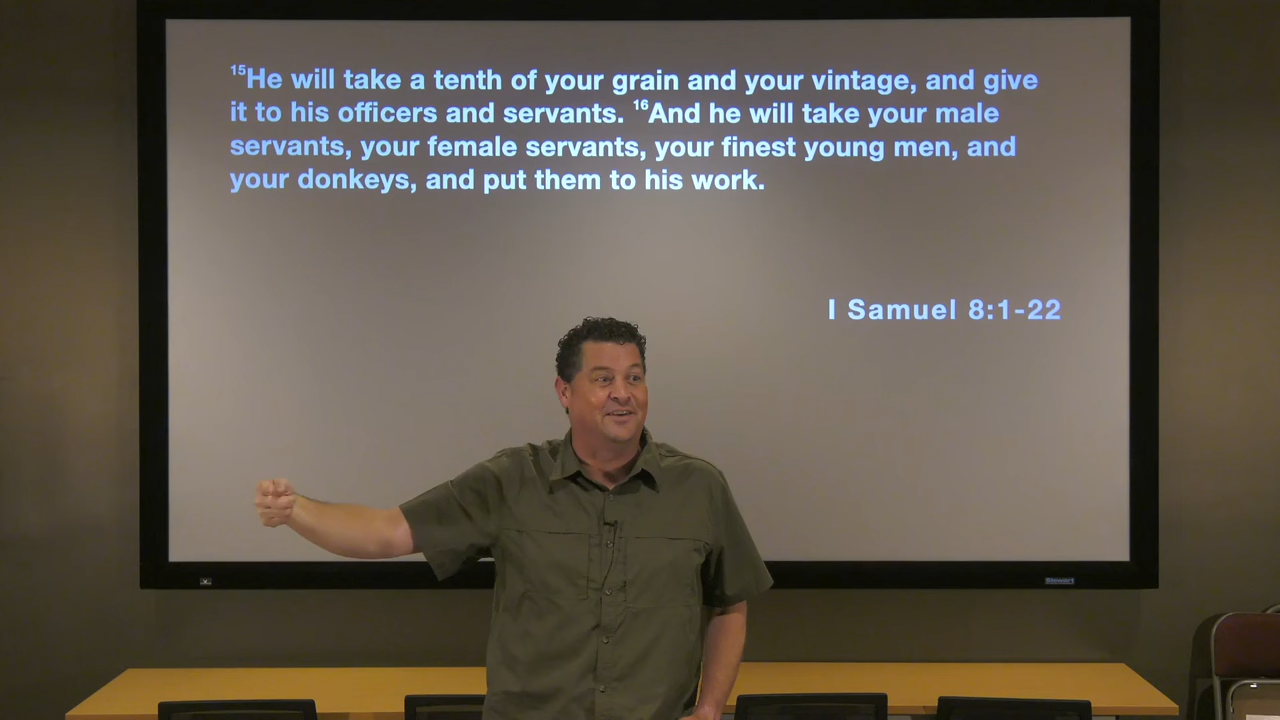 ¹⁵He will take a tenth of your grain and your vintage, and give
it to his officers and servants. ¹⁶And he will take your male
servants, your female servants, your finest young men, and
your donkeys, and put them to his work.
I Samuel 8:1-22
Stewart